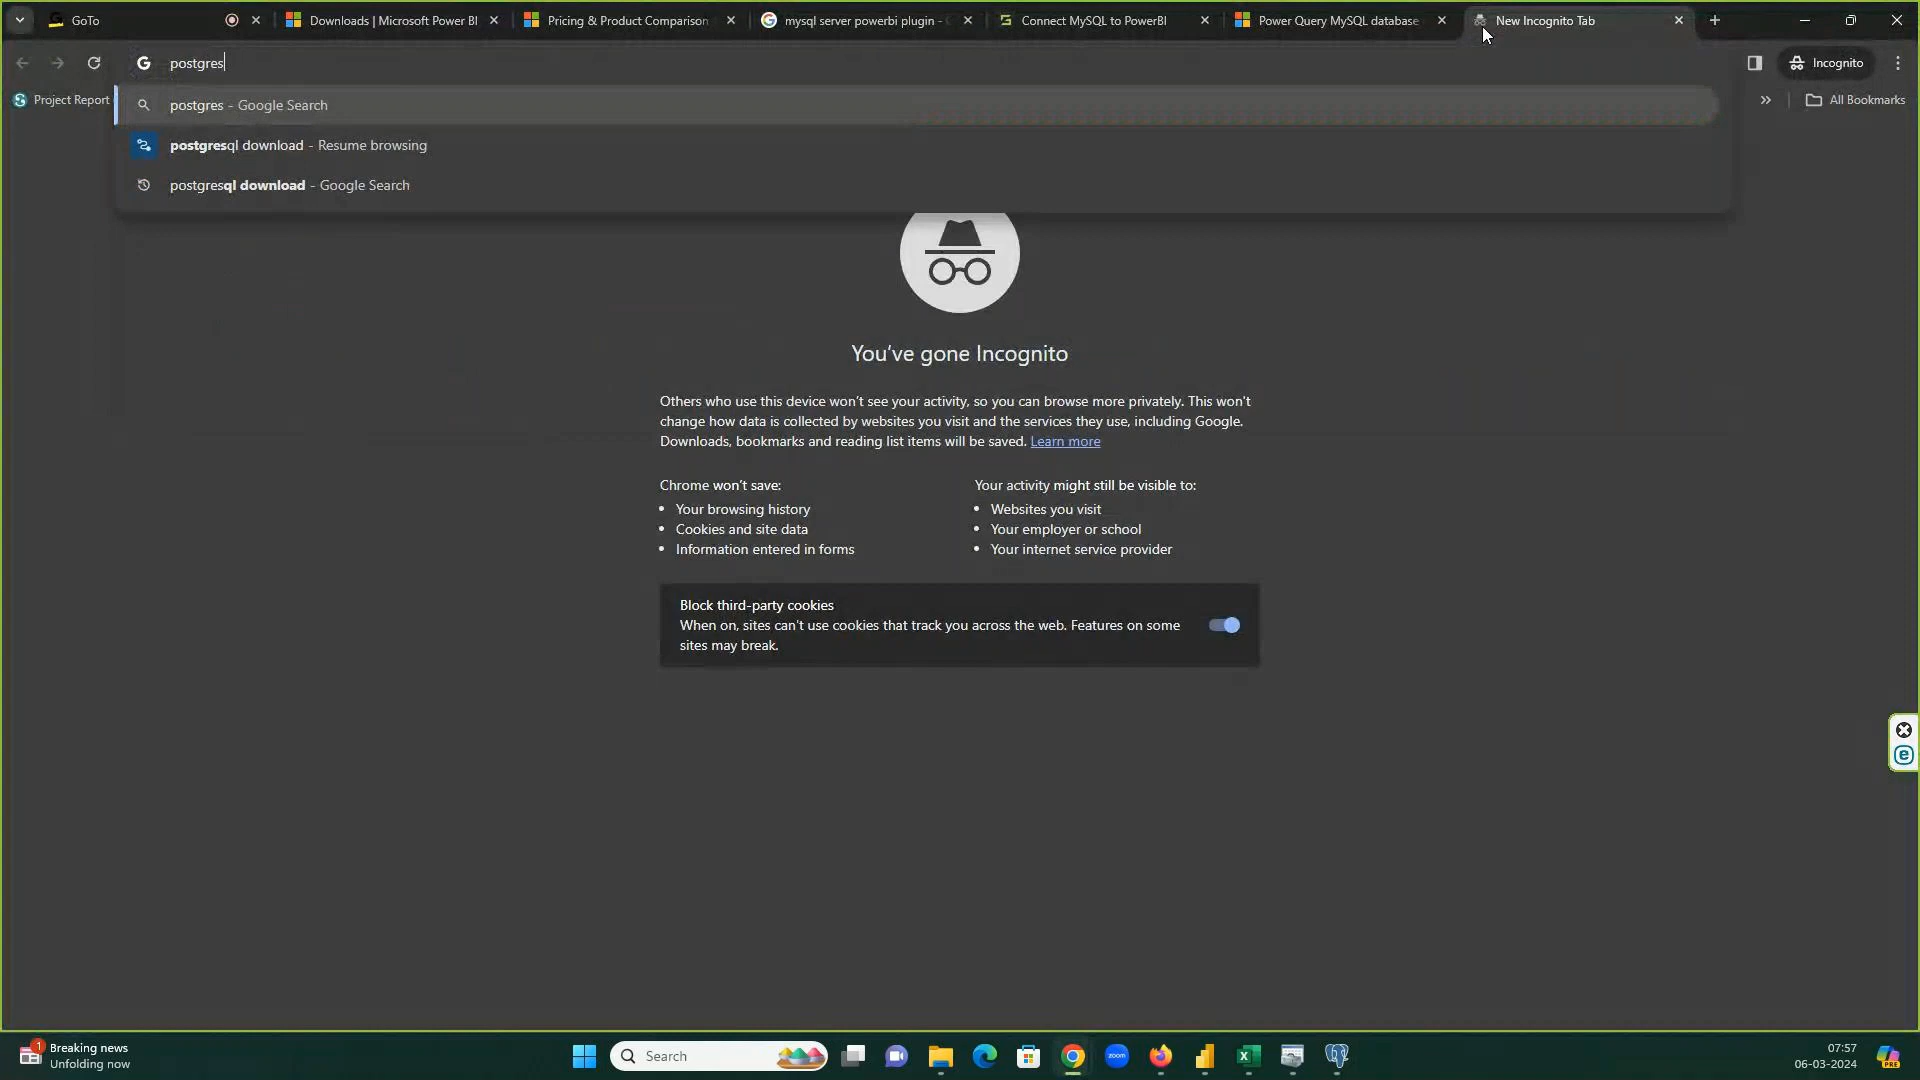 GoTo
Downloads | Microsoft Power BI
Pricing & Product Comparison
mysql server powerbi plugin -
Connect MySQL to PowerBI
Power Query MySQL database
New Incognito Tab
postgres
Incognito
Project Report
All Bookmarks
postgres - Google Search
postgresql download - Resume browsing
postgresql download - Google Search
You've gone Incognito
Others who use this device won't see your activity, so you can browse more privately. This won't
change how data is collected by websites you visit and the services they use, including Google.
Downloads, bookmarks and reading list items will be saved. Learn more
Chrome won't save:
• Your browsing history
• Cookies and site data
• Information entered in forms
Your activity might still be visible to:
• Websites you visit
• Your employer or school
• Your internet service provider
Block third-party cookies
When on, sites can't use cookies that track you across the web. Features on some
sites may break.
1
Breaking news
Unfolding now
Search
zoom
07:57
06-03-2024
PRE